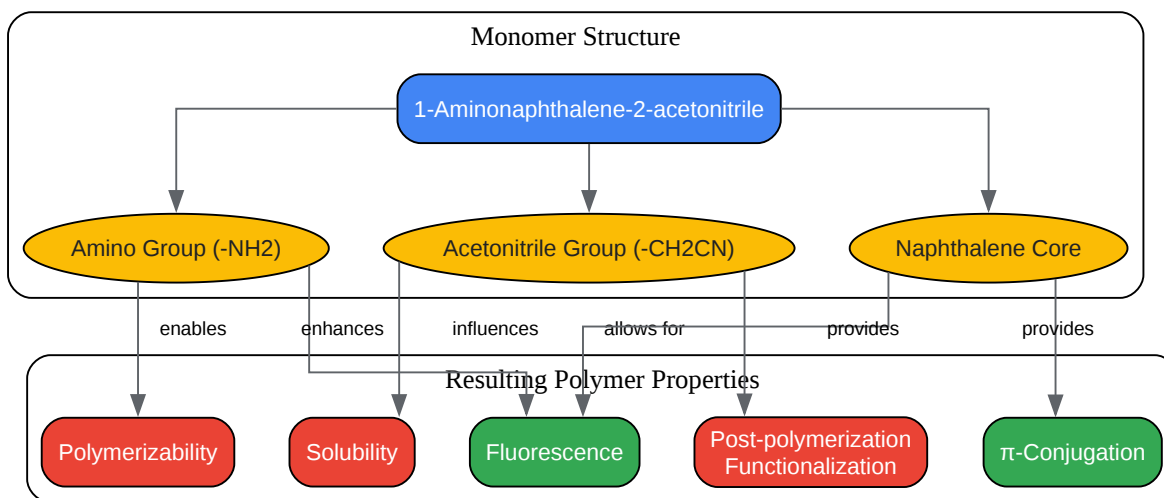 Monomer Structure
1-Aminonaphthalene-2-acetonitrile
Amino Group (-NH2)
Acetonitrile Group (-CH2CN)
Naphthalene Core
enables
enhances
influences
allows for
provides
provides
Resulting Polymer Properties
Polymerizability
Solubility
Fluorescence
Post-polymerization
Functionalization
π-Conjugation